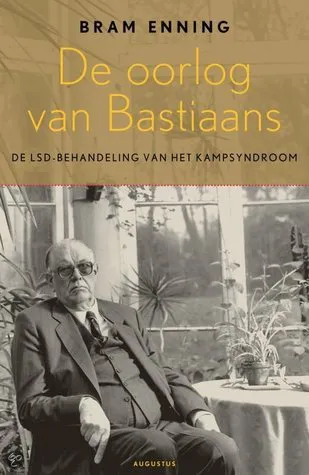 BRAM ENNING
De oorlog
van Bastiaans
DE LSD-BEHANDELING VAN HET KAMPSYNDROOM
AUGUSTUS